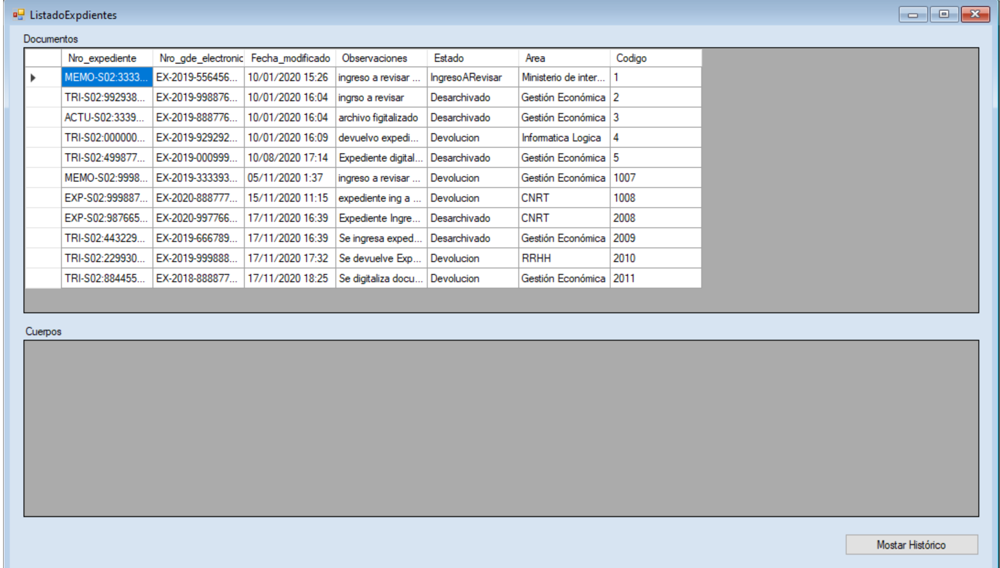 ListadoExpdientes
Documentos
Nro_expediente Nro_gde_electronic Fecha_modificado Observaciones Estado Area Codigo
MEMO-S02:3333... EX-2019-556456... 10/01/2020 15:26 ingreso a revisar ... IngresoARevisar Ministerio de inter... 1
TRI-S02:992938... EX-2019-998876... 10/01/2020 16:04 ingrso a revisar Desarchivado Gestión Económica 2
ACTU-S02:3339... EX-2019-888776... 10/01/2020 16:04 archivo figitalizado Desarchivado Gestión Económica 3
TRI-S02:000000... EX-2019-929292... 10/01/2020 16:09 devuelvo expedi... Devolucion Informatica Logica 4
TRI-S02:499877... EX-2019-000999... 10/08/2020 17:14 Expediente digital... Desarchivado Gestión Económica 5
MEMO-S02:9998... EX-2019-333393... 05/11/2020 1:37 ingreso a revisar ... Devolucion Gestión Económica 1007
EXP-S02:999887... EX-2020-888777... 15/11/2020 11:15 expediente ing a ... Devolucion CNRT 1008
EXP-S02:987665... EX-2020-997766... 17/11/2020 16:39 Expediente Ingre... Desarchivado CNRT 2008
TRI-S02:443229... EX-2019-666789... 17/11/2020 16:39 Se ingresa exped... Desarchivado Gestión Económica 2009
TRI-S02:229930... EX-2019-999888... 17/11/2020 17:32 Se devuelve Exp... Devolucion RRHH 2010
TRI-S02:884455... EX-2018-888877... 17/11/2020 18:25 Se digitaliza docu... Devolucion Gestión Económica 2011
Cuerpos
Mostar Histórico